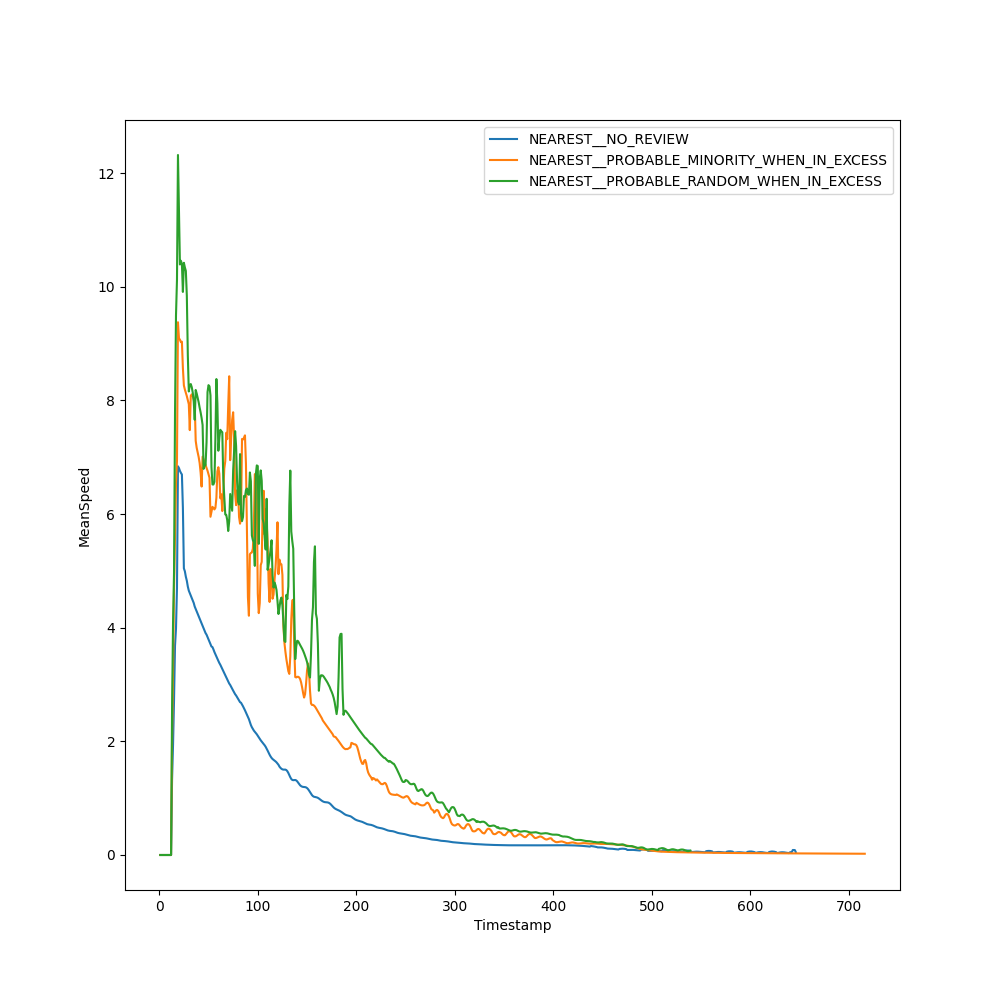 NEAREST__NO_REVIEW
NEAREST__PROBABLE_MINORITY_WHEN_IN_EXCESS
NEAREST__PROBABLE_RANDOM_WHEN_IN_EXCESS
12
10
8
6
4
2
0
MeanSpeed
0 100 200 300 400 500 600 700
Timestamp